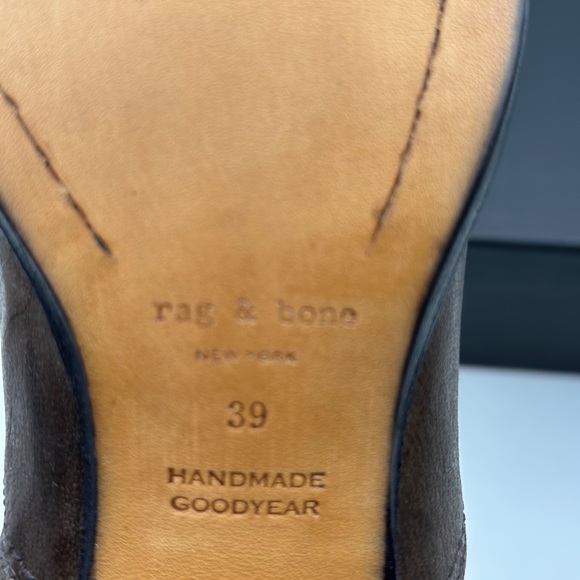 rag & bone
NEW YORK
39
HANDMADE
GOODYEAR